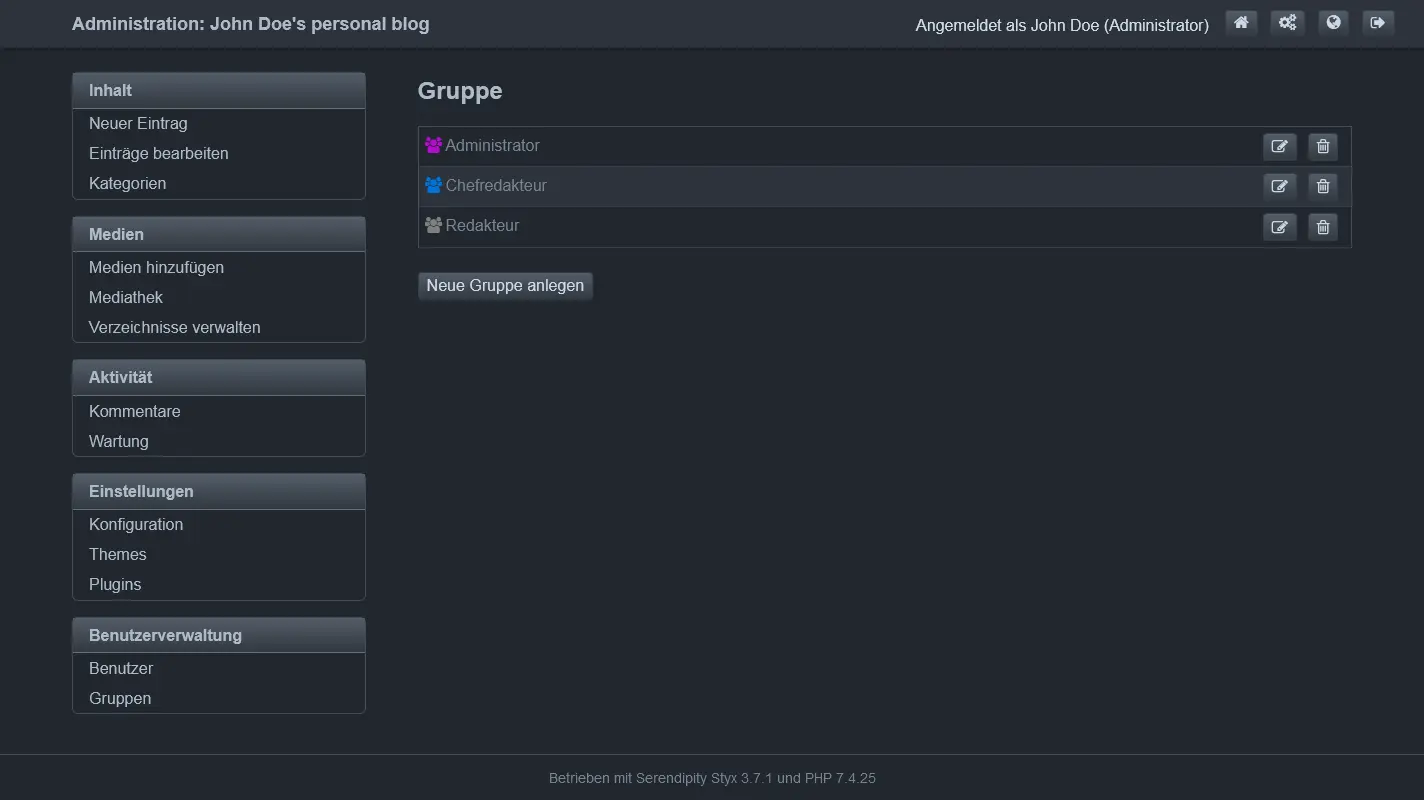 Administration: John Doe's personal blog
Angemeldet als John Doe (Administrator)
Inhalt
Neuer Eintrag
Einträge bearbeiten
Kategorien
Medien
Medien hinzufügen
Mediathek
Verzeichnisse verwalten
Aktivität
Kommentare
Wartung
Einstellungen
Konfiguration
Themes
Plugins
Benutzerverwaltung
Benutzer
Gruppen
Gruppe
Administrator
Chefredakteur
Redakteur
Neue Gruppe anlegen
Betrieben mit Serendipity Styx 3.7.1 und PHP 7.4.25